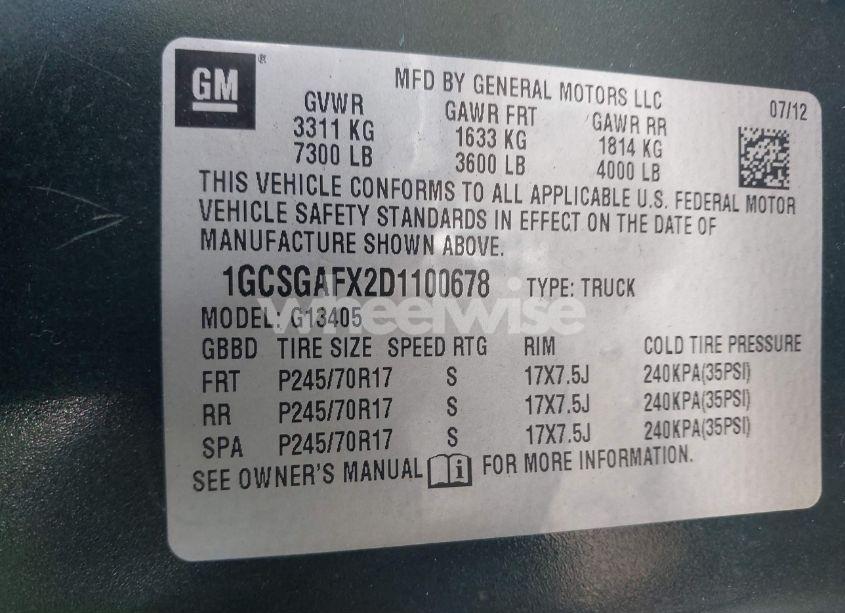 GM ®
MFD BY GENERAL MOTORS LLC
07/12
GVWR GAWR FRT GAWR RR
3311 KG 1633 KG 1814 KG
7300 LB 3600 LB 4000 LB
THIS VEHICLE CONFORMS TO ALL APPLICABLE U.S. FEDERAL MOTOR
VEHICLE SAFETY STANDARDS IN EFFECT ON THE DATE OF
MANUFACTURE SHOWN ABOVE.
1GCSGAFX2D1100678 TYPE: TRUCK
wheelwise
MODEL: G13405
GBBD TIRE SIZE SPEED RTG RIM COLD TIRE PRESSURE
FRT P245/70R17 S 17X7.5J 240KPA(35PSI)
RR P245/70R17 S 17X7.5J 240KPA(35PSI)
SPA P245/70R17 S 17X7.5J 240KPA(35PSI)
SEE OWNER'S MANUAL i FOR MORE INFORMATION.